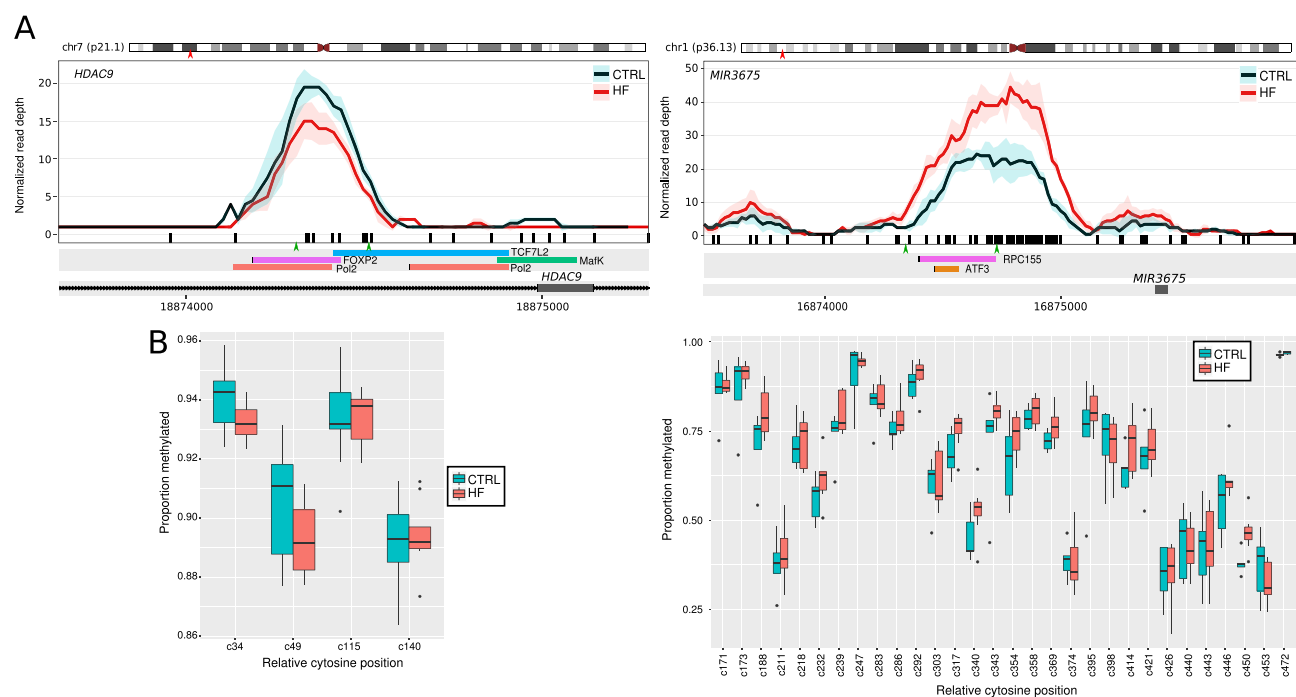 A
chr7 (p21.1)
HDAC9
CTRL
HF
Normalized read depth
20
15
10
5
0
TCF7L2
FOXP2
MafK
Pol2
Pol2
HDAC9
18874000
18875000
chr1 (p36.13)
MIR3675
CTRL
HF
Normalized read depth
50
40
30
20
10
0
RPC155
ATF3
MIR3675
16874000
16875000
B
Proportion methylated
0.96
0.94
0.92
0.90
0.88
0.86
c34
c49
c115
c140
Relative cytosine position
CTRL
HF
Proportion methylated
1.00
0.75
0.50
0.25
CTRL
HF
c171
c173
c188
c211
c218
c232
c239
c247
c283
c286
c292
c303
c317
c340
c343
c354
c358
c369
c374
c395
c398
c414
c421
c426
c440
c443
c446
c450
c453
c472
Relative cytosine position